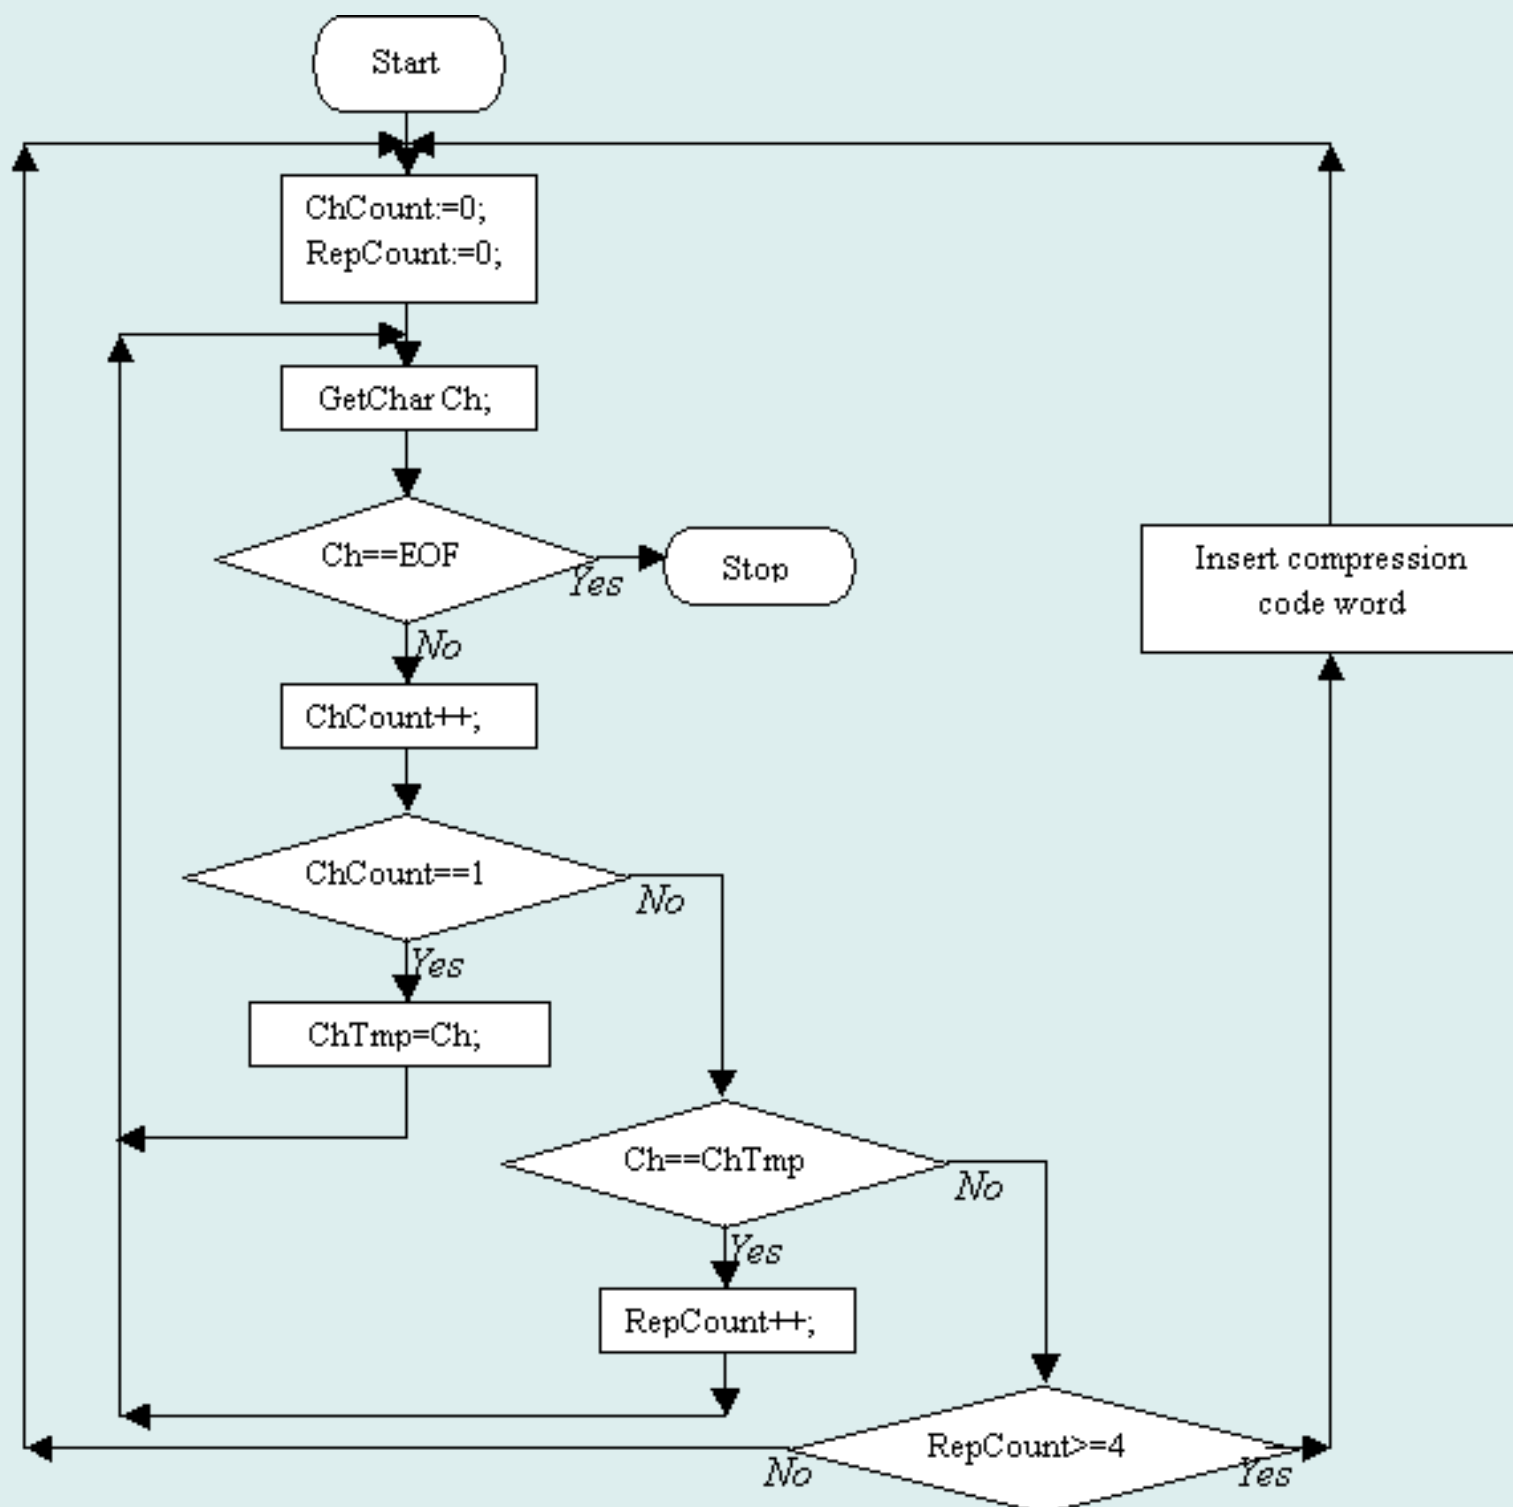 Start
ChCount:=0;
RepCount:=0;
GetChar Ch;
Ch==EOF
Yes
Stop
Insert compression
code word
No
ChCount++;
ChCount==1
No
Yes
ChTmp=Ch;
Ch==ChTmp
No
Yes
RepCount++;
RepCount>=4
No
Yes